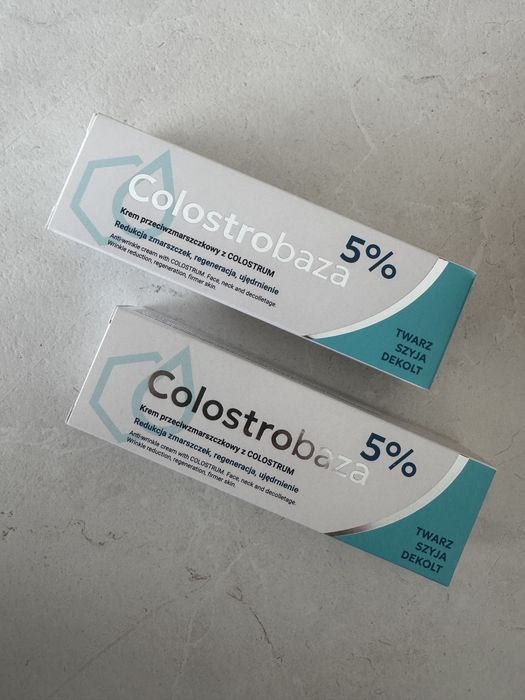 Colostrobaza
5%
Krem przeciwzmarszczkowy z COLOSTRUM
Redukcja zmarszczek, regeneracja, ujędrnienie
Anti-wrinkle cream with COLOSTRUM. Face, neck and decolletage.
Wrinkle reduction, regeneration, firmer skin.
TWARZ
SZYJA
DEKOLT
Colostrobaza
5%
Krem przeciwzmarszczkowy z COLOSTRUM
Redukcja zmarszczek, regeneracja, ujędrnienie
Anti-wrinkle cream with COLOSTRUM. Face, neck and decolletage.
Wrinkle reduction, regeneration, firmer skin.
TWARZ
SZYJA
DEKOLT